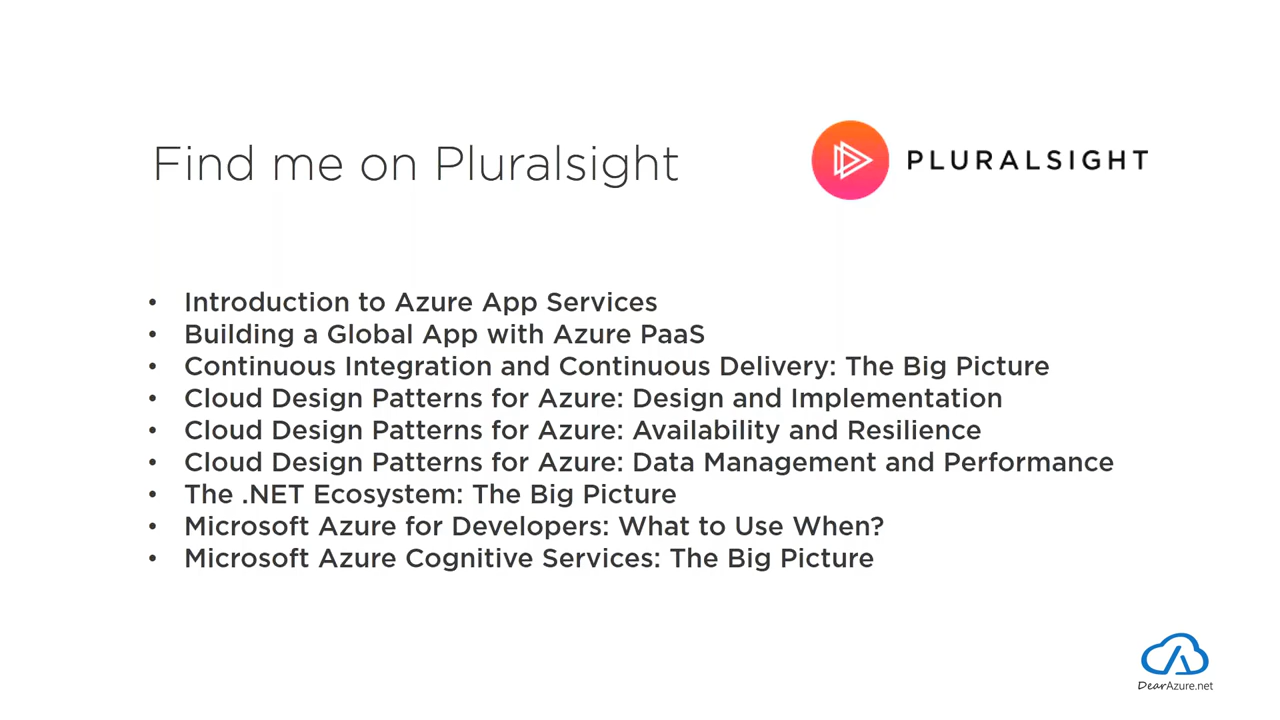 Find me on Pluralsight
PLURALSIGHT
• Introduction to Azure App Services
• Building a Global App with Azure PaaS
• Continuous Integration and Continuous Delivery: The Big Picture
• Cloud Design Patterns for Azure: Design and Implementation
• Cloud Design Patterns for Azure: Availability and Resilience
• Cloud Design Patterns for Azure: Data Management and Performance
• The .NET Ecosystem: The Big Picture
• Microsoft Azure for Developers: What to Use When?
• Microsoft Azure Cognitive Services: The Big Picture
DearAzure.net